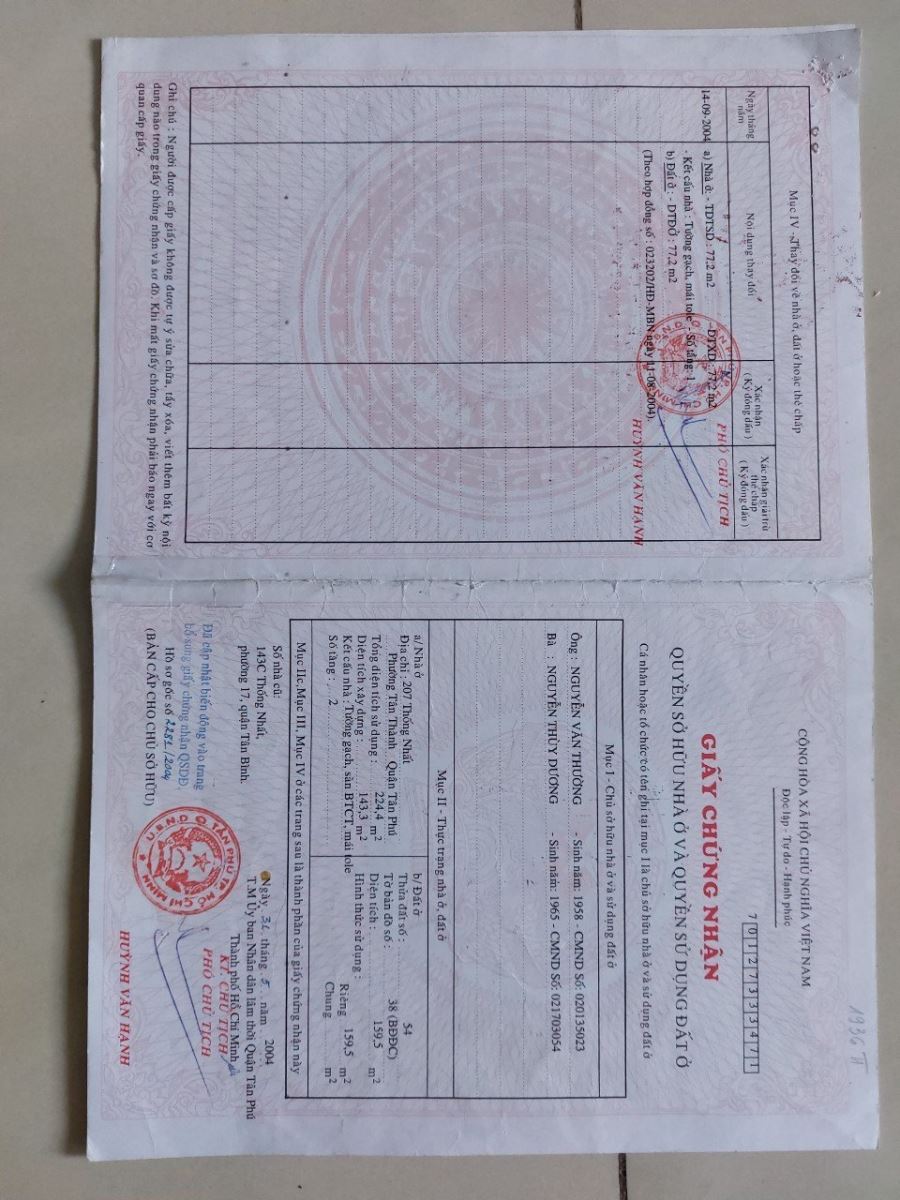 1936 TT
CỘNG HÒA XÃ HỘI CHỦ NGHĨA VIỆT NAM
Độc lập - Tự do - Hạnh phúc
7 0 1 2 7 3 3 3 4 7 1
GIẤY CHỨNG NHẬN
QUYỀN SỞ HỮU NHÀ Ở VÀ QUYỀN SỬ DỤNG ĐẤT Ở
Cá nhân hoặc tổ chức có tên ghi tại mục I là chủ sở hữu nhà ở và sử dụng đất ở
Mục I - Chủ sở hữu nhà ở và sử dụng đất ở
Ông : NGUYỄN VĂN THƯỜNG - Sinh năm: 1958 - CMND Số: 020135023
Bà : NGUYỄN THÙY DƯƠNG - Sinh năm: 1965 - CMND Số: 021703054
Mục II - Thực trạng nhà ở, đất ở
a/ Nhà ở
Địa chỉ : 207 Thống Nhất
Phường Tân Thành Quận Tân Phú
Tổng diện tích sử dụng : 224,4 m2
Diện tích xây dựng : 143,3 m2
Kết cấu nhà : Tường gạch, sàn BTCT, mái tole
Số tầng : 2
b/ Đất ở
Thửa đất số : 54
Tờ bản đồ số : 38 (BĐĐC)
Diện tích : 159,5 m2
Hình thức sử dụng :
Riêng 159,5 m2
Chung m2
Mục IIc, Mục III, Mục IV ở các trang sau là thành phần của giấy chứng nhận này
Số nhà cũ:
143C Thống Nhất,
phường 17, quận Tân Bình.
Đã cập nhật biến động vào trang
bổ sung giấy chứng nhận QSDĐ.
Hồ sơ gốc số 2281/2004
(BẢN CẤP CHO CHỦ SỞ HỮU)
Ngày 31 tháng 5 năm 2004
T.M Ủy ban Nhân dân lâm thời Quận Tân Phú
Thành phố Hồ Chí Minh
KT. CHỦ TỊCH
PHÓ CHỦ TỊCH
U.B.N.D Q TÂN PHÚ T.P HỒ CHÍ MINH
HUỲNH VĂN HẠNH
Mục IV - Thay đổi về nhà ở, đất ở hoặc thế chấp
Ngày tháng năm
Nội dung thay đổi
Xác nhận
( Ký đóng dấu )
Xác nhận giải trừ
thế chấp
( Ký đóng dấu )
14-09-2004 a) Nhà ở: - TDTSD : 77.2 m2 - DTXD: 77.2 m2
- Kết cấu nhà : Tường gạch, mái tole - Số tầng: 1
b) Đất ở : - DTĐỞ : 77.2 m2
(Theo hợp đồng số : 023202/HĐ-MBN ngày 11-08-2004).
PHÓ CHỦ TỊCH
HUỲNH VĂN HẠNH
Ghi chú : Người được cấp giấy không được tự ý sửa chữa, tẩy xóa, viết thêm bất kỳ nội
dung nào trong giấy chứng nhận và sơ đồ. Khi mất giấy chứng nhận phải báo ngay với cơ
quan cấp giấy.